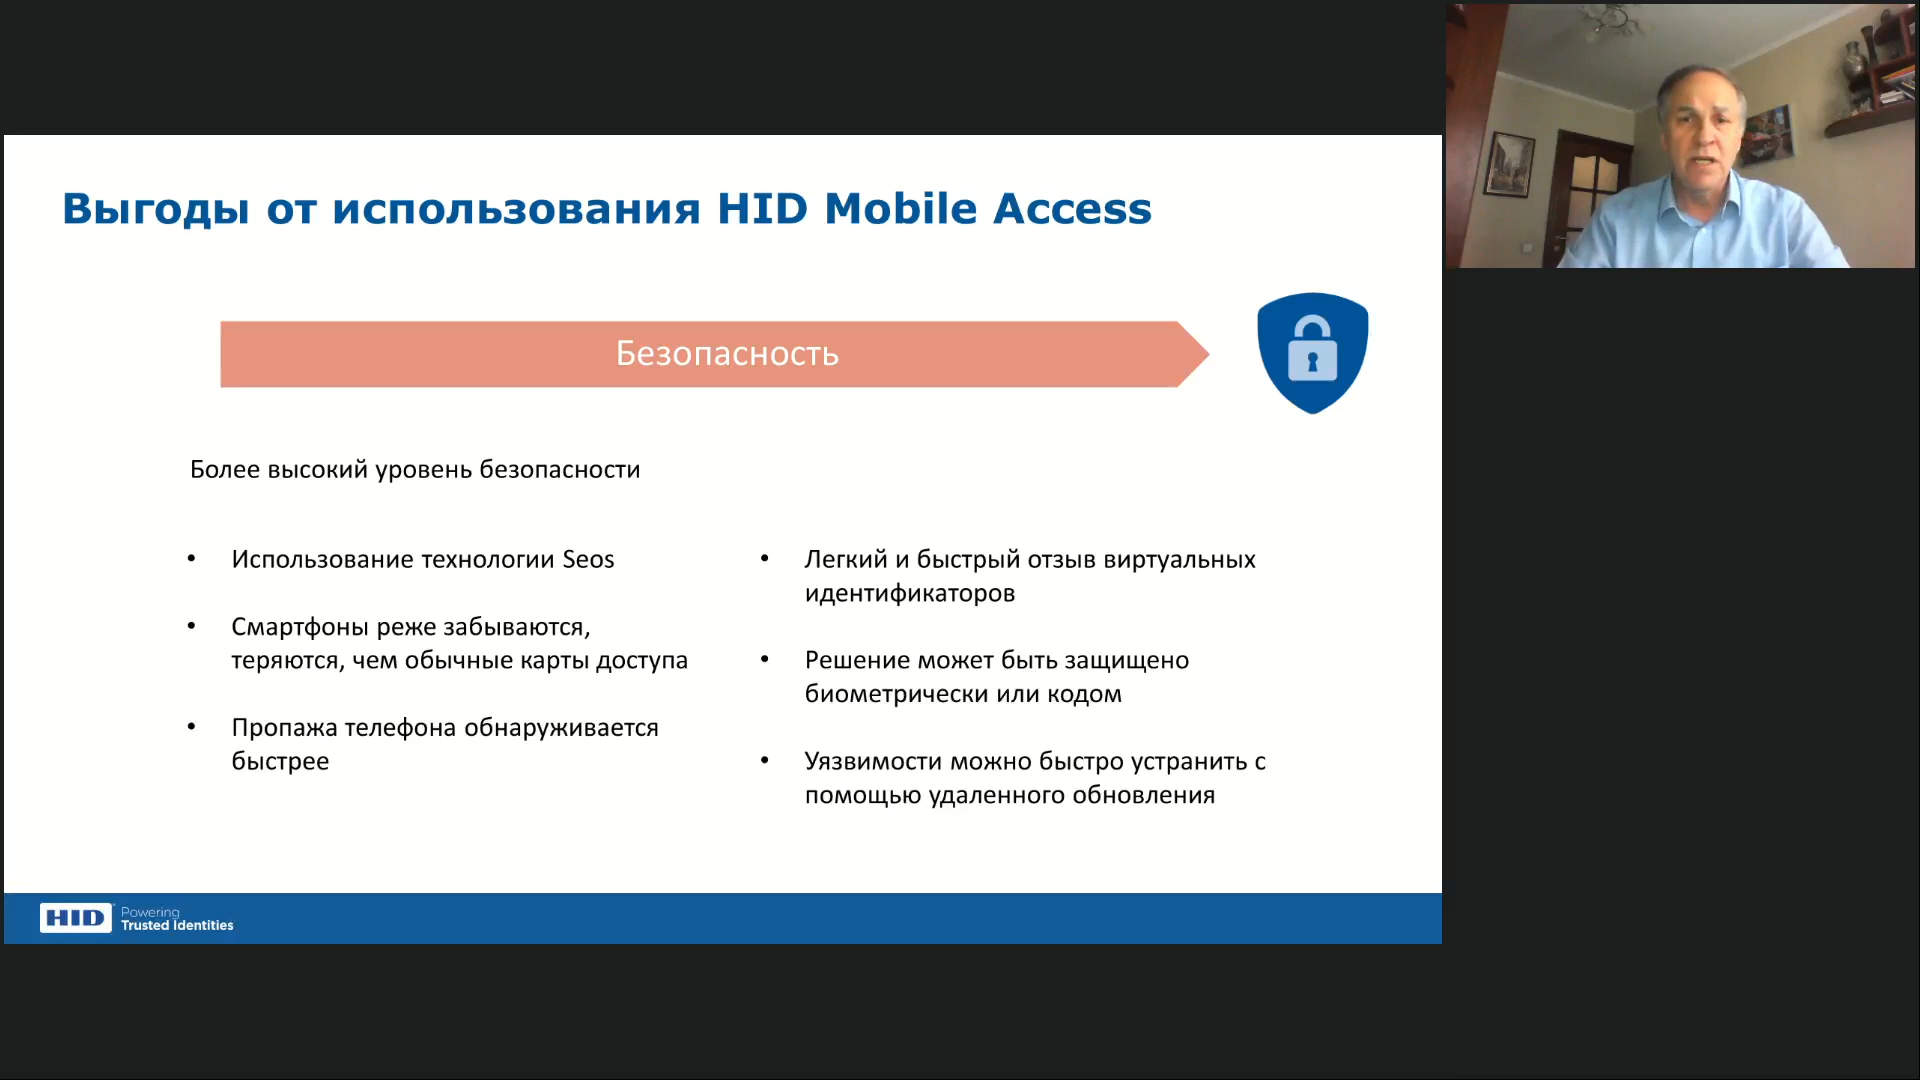 Выгоды от использования HID Mobile Access
Безопасность
Более высокий уровень безопасности
• Использование технологии Seos
• Смартфоны реже забываются,
теряются, чем обычные карты доступа
• Пропажа телефона обнаруживается
быстрее
• Легкий и быстрый отзыв виртуальных
идентификаторов
• Решение может быть защищено
биометрически или кодом
• Уязвимости можно быстро устранить с
помощью удаленного обновления
HID
Powering
Trusted Identities